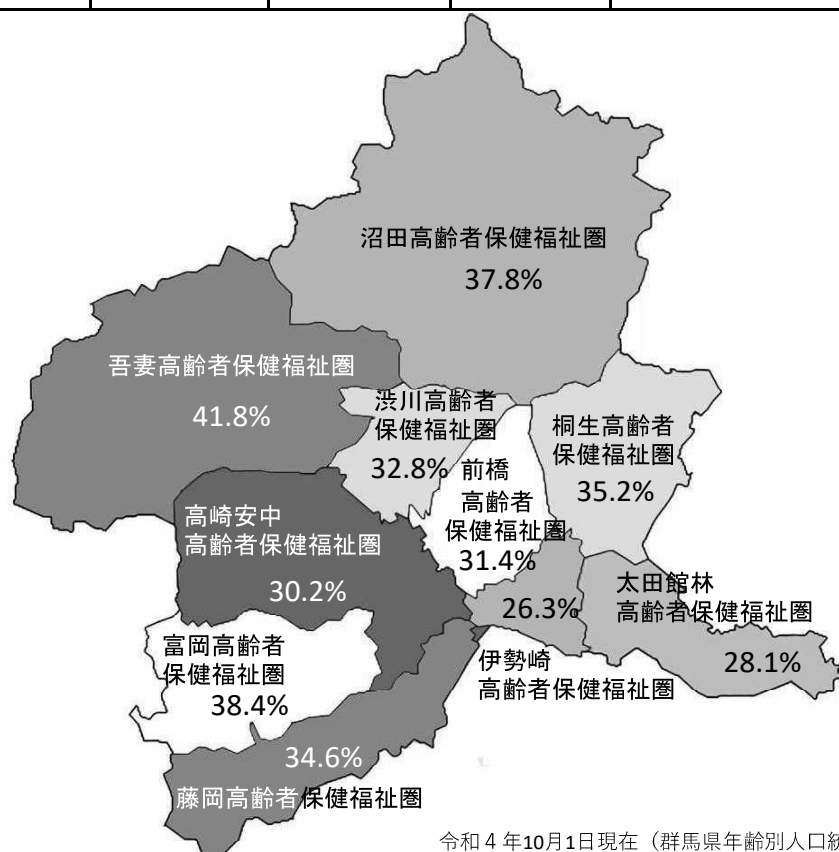 沼田高齢者保健福祉圏
37.8%
吾妻高齢者保健福祉圏
41.8%
渋川高齢者
保健福祉圏
32.8%
前橋
高齢者
保健福祉圏
31.4%
桐生高齢者
保健福祉圏
35.2%
高崎安中
高齢者保健福祉圏
30.2%
26.3%
太田館林
高齢者保健福祉圏
28.1%
伊勢崎
高齢者保健福祉圏
富岡高齢者
保健福祉圏
38.4%
34.6%
藤岡高齢者保健福祉圏
令和4年10月1日現在（群馬県年齢別人口統